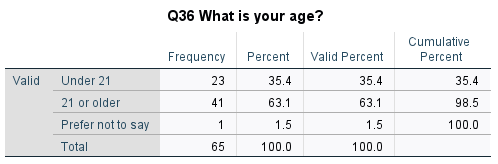 Q36 What is your age?
Frequency Percent Valid Percent Cumulative Percent
Valid Under 21 23 35.4 35.4 35.4
21 or older 41 63.1 63.1 98.5
Prefer not to say 1 1.5 1.5 100.0
Total 65 100.0 100.0